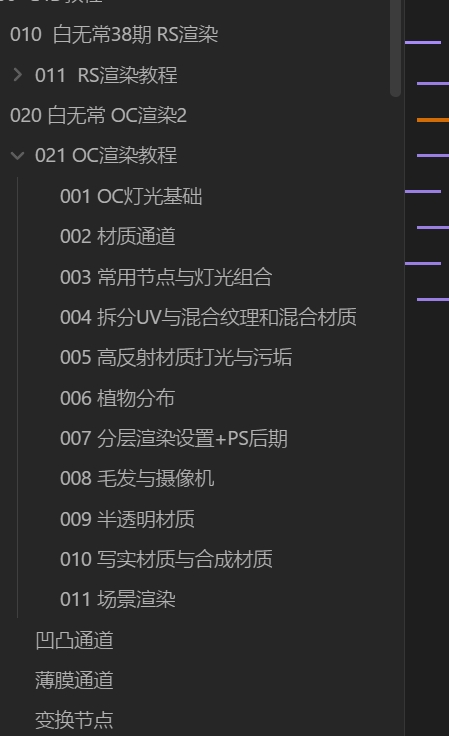 010 白无常38期 RS渲染
011 RS渲染教程
020 白无常 OC渲染2
021 OC渲染教程
001 OC灯光基础
002 材质通道
003 常用节点与灯光组合
004 拆分UV与混合纹理和混合材质
005 高反射材质打光与污垢
006 植物分布
007 分层渲染设置+PS后期
008 毛发与摄像机
009 半透明材质
010 写实材质与合成材质
011 场景渲染
凹凸通道
薄膜通道
变换节点